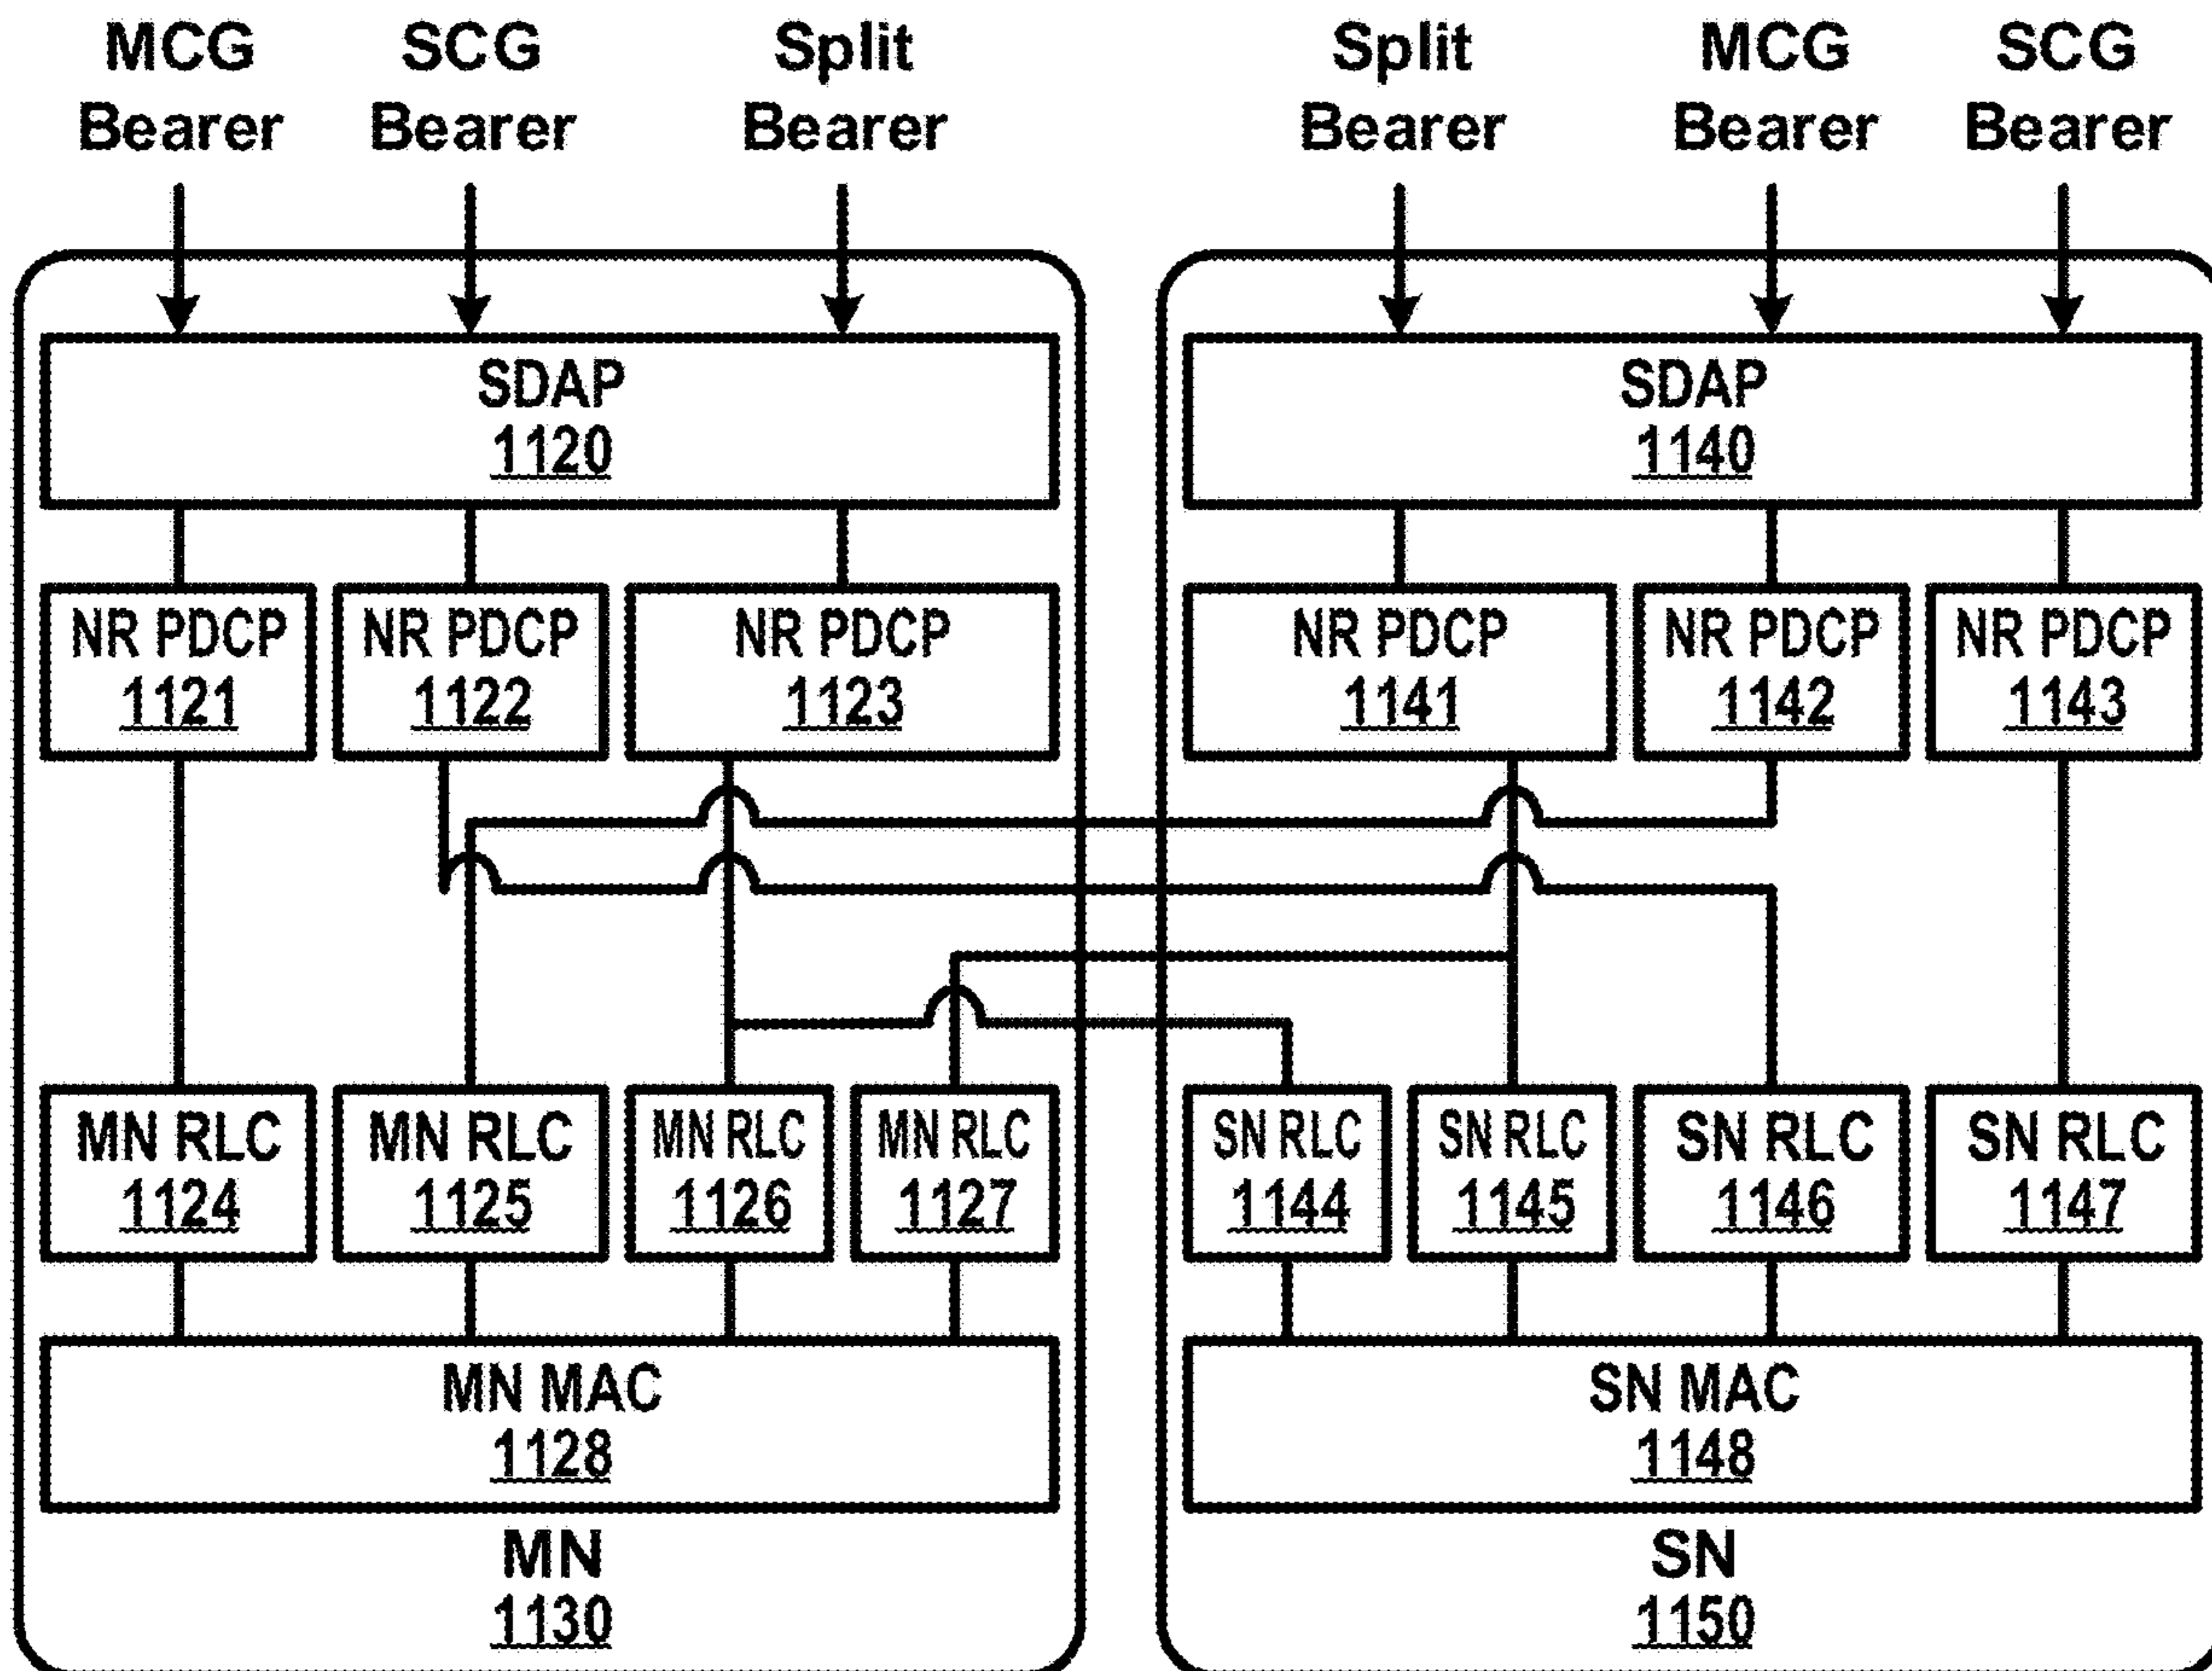 MCG Bearer
SCG Bearer
Split Bearer
Split Bearer
MCG Bearer
SCG Bearer
SDAP
1120
SDAP
1140
NR PDCP
1121
NR PDCP
1122
NR PDCP
1123
NR PDCP
1141
NR PDCP
1142
NR PDCP
1143
MN RLC
1124
MN RLC
1125
MN RLC
1126
MN RLC
1127
SN RLC
1144
SN RLC
1145
SN RLC
1146
SN RLC
1147
MN MAC
1128
SN MAC
1148
MN
1130
SN
1150